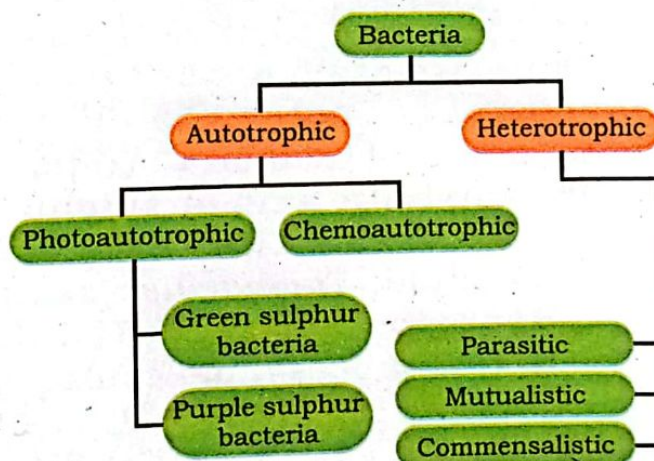 Bacteria
Autotrophic
Heterotrophic
Photoautotrophic
Chemoautotrophic
Green sulphur
bacteria
Purple sulphur
bacteria
Parasitic
Mutualistic
Commensalistic